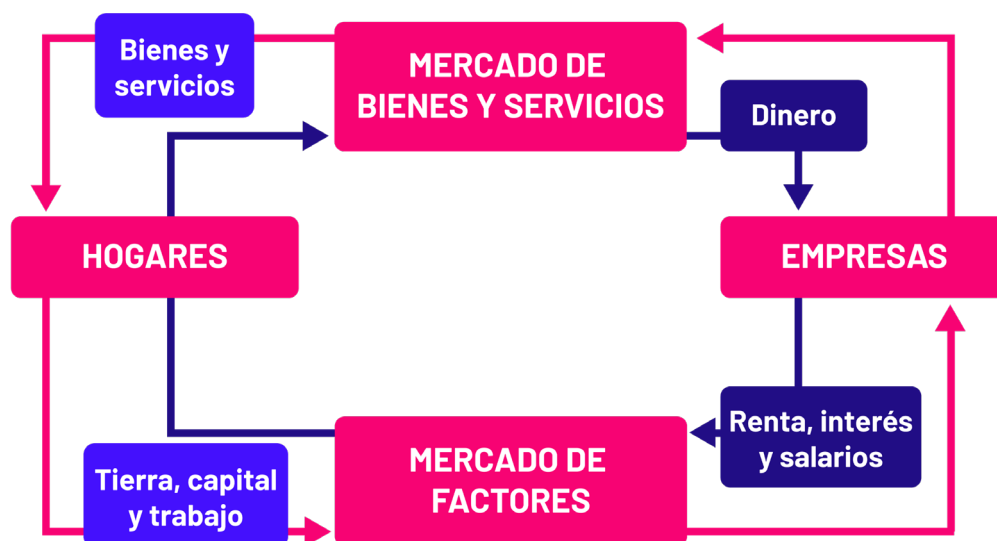 Bienes y
servicios
MERCADO DE
BIENES Y SERVICIOS
Dinero
HOGARES
EMPRESAS
Tierra, capital
y trabajo
MERCADO DE
FACTORES
Renta, interés
y salarios